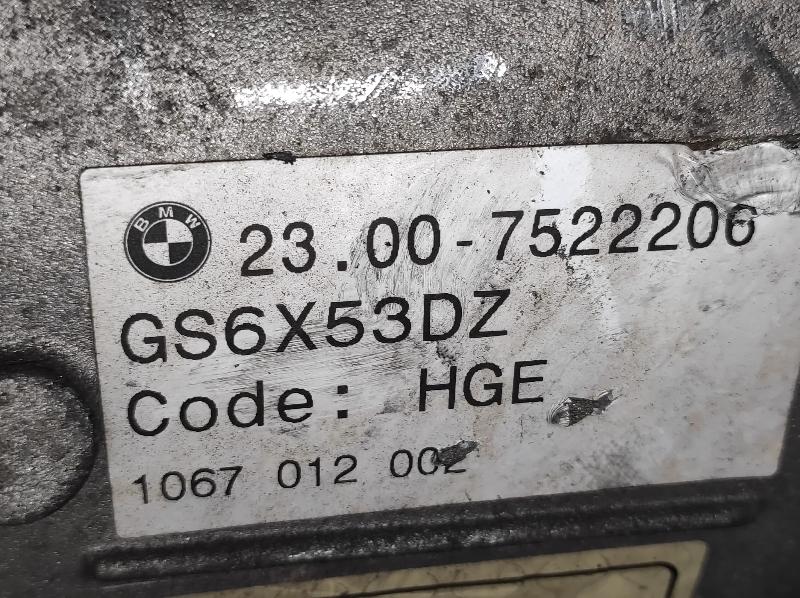 BMW 23.00-7522206
GS6X53DZ
Code: HGE
1067 012 002